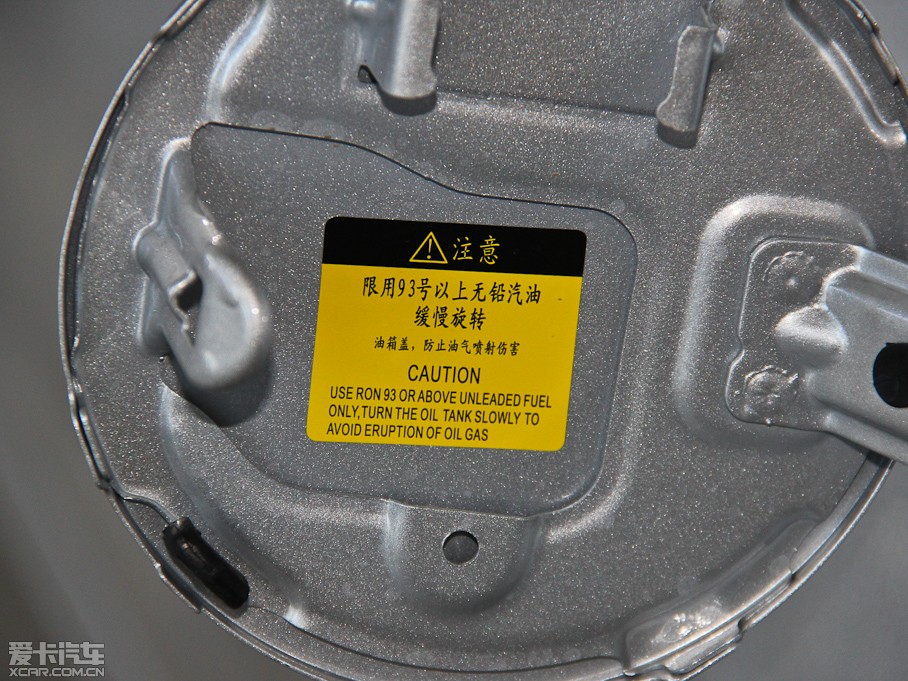 注意
限用93号以上无铅汽油
缓慢旋转
油箱盖，防止油气喷射伤害
CAUTION
USE RON 93 OR ABOVE UNLEADED FUEL
ONLY,TURN THE OIL TANK SLOWLY TO
AVOID ERUPTION OF OIL GAS
爱卡汽车
XCAR.COM.CN